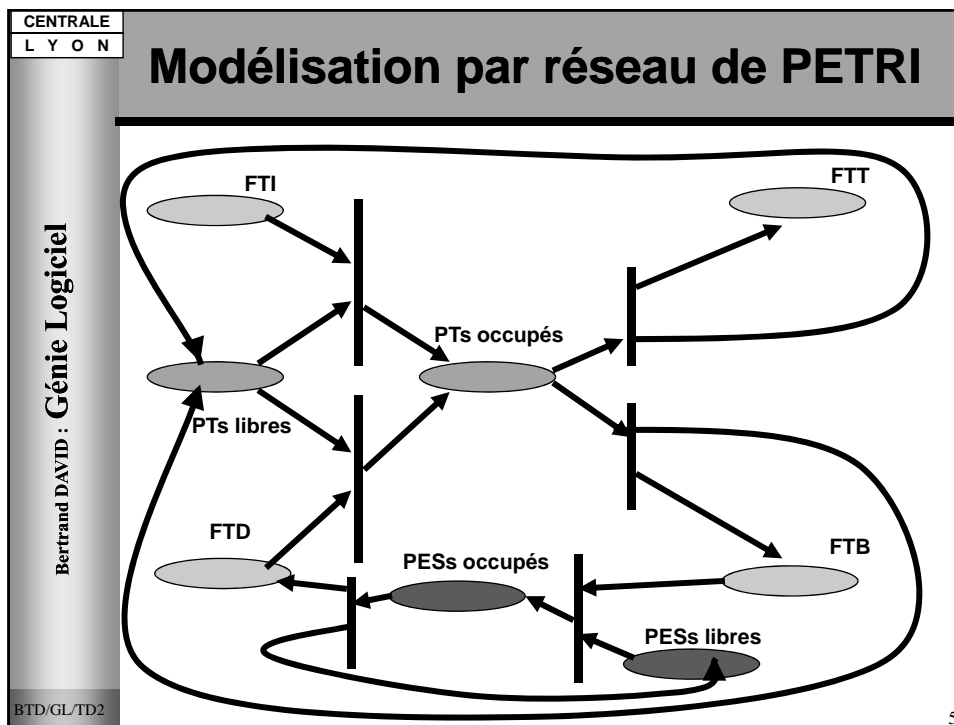 CENTRALE
L Y O N
Modélisation par réseau de PETRI
Bertrand DAVID : Génie Logiciel
FTI
FTT
PTs occupés
PTs libres
FTD
PESs occupés
FTB
PESs libres
BTD/GL/TD2
5